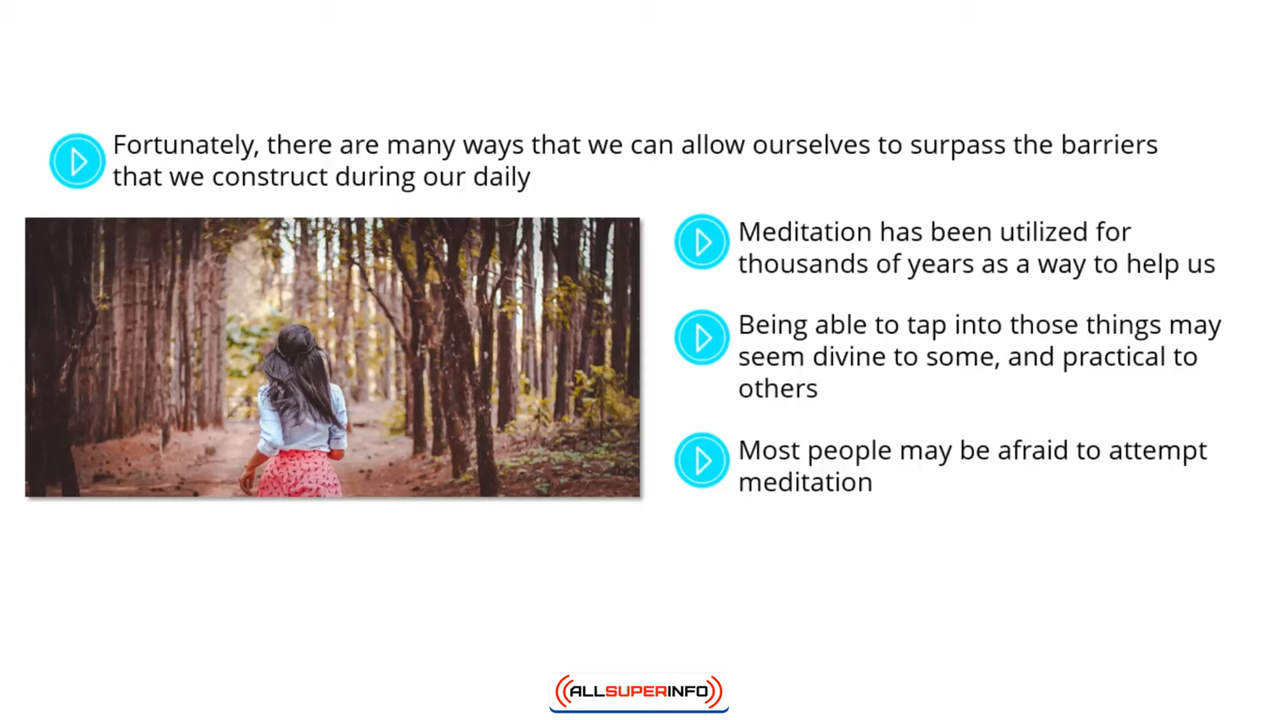 Fortunately, there are many ways that we can allow ourselves to surpass the barriers
that we construct during our daily
Meditation has been utilized for
thousands of years as a way to help us
Being able to tap into those things may
seem divine to some, and practical to
others
Most people may be afraid to attempt
meditation
ALLSUPERINFO